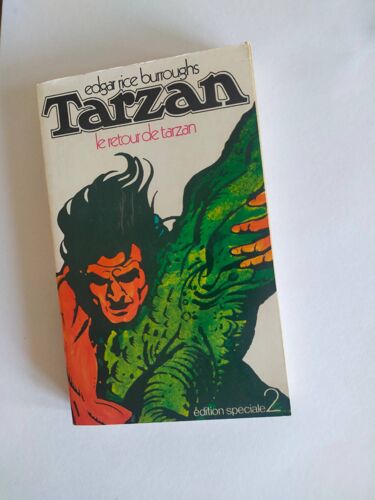 edgar rice burroughs
Tarzan
le retour de tarzan
édition speciale 2